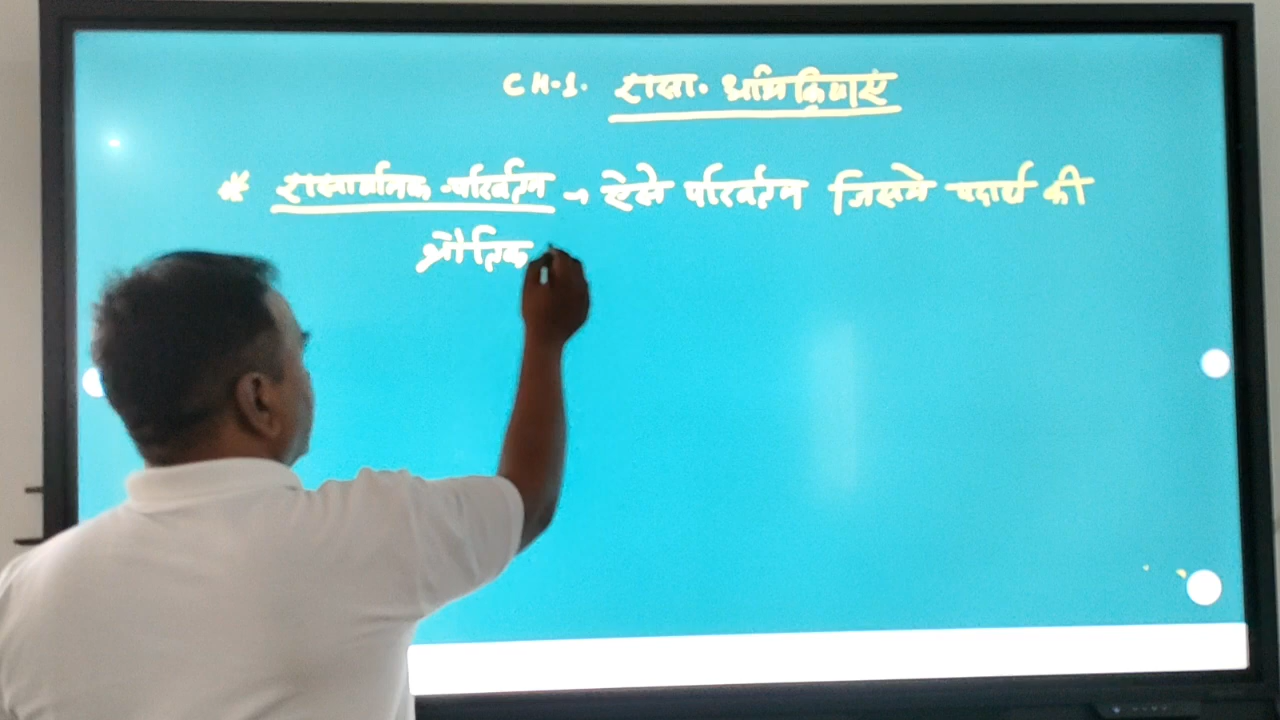 CH.1. रासा. अभिक्रियाएं
* रासायनिक परिवर्तन → ऐसे परिवर्तन जिसमे पदार्थ की
भौतिक